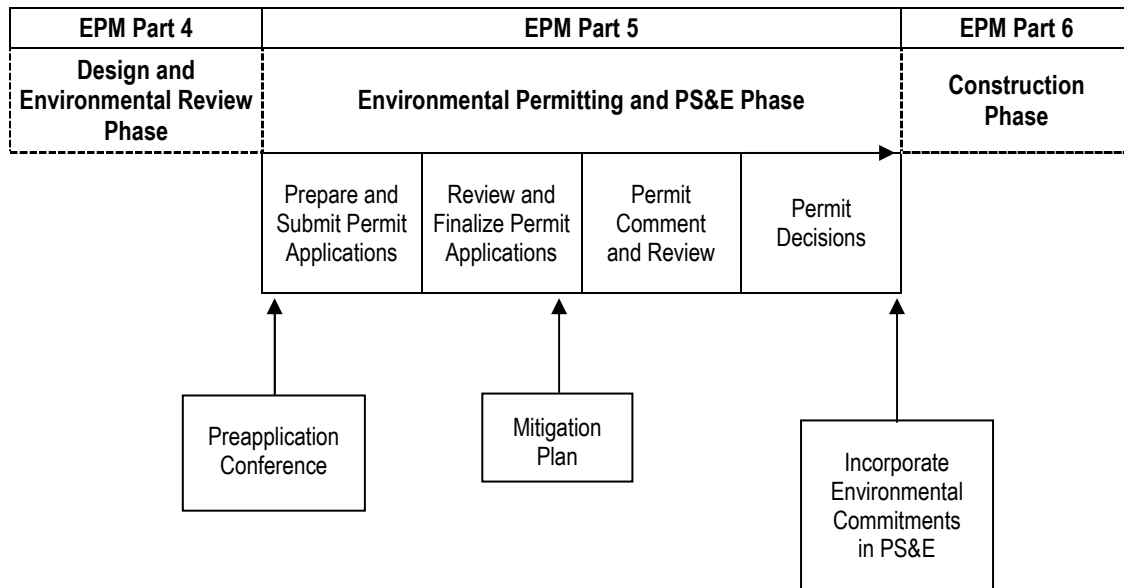 EPM Part 4
EPM Part 5
EPM Part 6
Design and
Environmental Review
Phase
Environmental Permitting and PS&E Phase
Construction
Phase
Prepare and
Submit Permit
Applications
Review and
Finalize Permit
Applications
Permit
Comment
and Review
Permit
Decisions
Preapplication
Conference
Mitigation
Plan
Incorporate
Environmental
Commitments
in PS&E